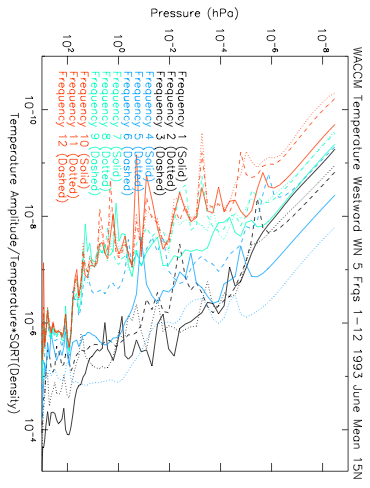 WACCM Temperature Westward WN 5 Frqs 1-12 1993 June Mean 15N
Pressure (hPa)
10² 10⁰ 10⁻² 10⁻⁴ 10⁻⁶ 10⁻⁸
10⁻¹⁰
10⁻⁸
10⁻⁶
10⁻⁴
Temperature Amplitude/Temperature*SQRT(Density)
Frequency 1 (Solid)
Frequency 2 (Dotted)
Frequency 3 (Dashed)
Frequency 4 (Solid)
Frequency 5 (Dotted)
Frequency 6 (Dashed)
Frequency 7 (Solid)
Frequency 8 (Dotted)
Frequency 9 (Dashed)
Frequency 10 (Solid)
Frequency 11 (Dotted)
Frequency 12 (Dashed)